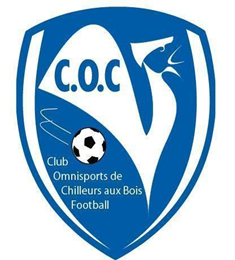 C.O.C
Club
Omnisports de
Chilleurs aux Bois
Football